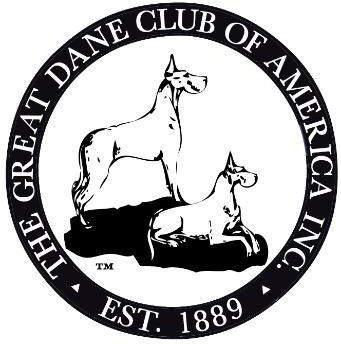 THE GREAT DANE CLUB OF AMERICA INC.
EST. 1889
TM